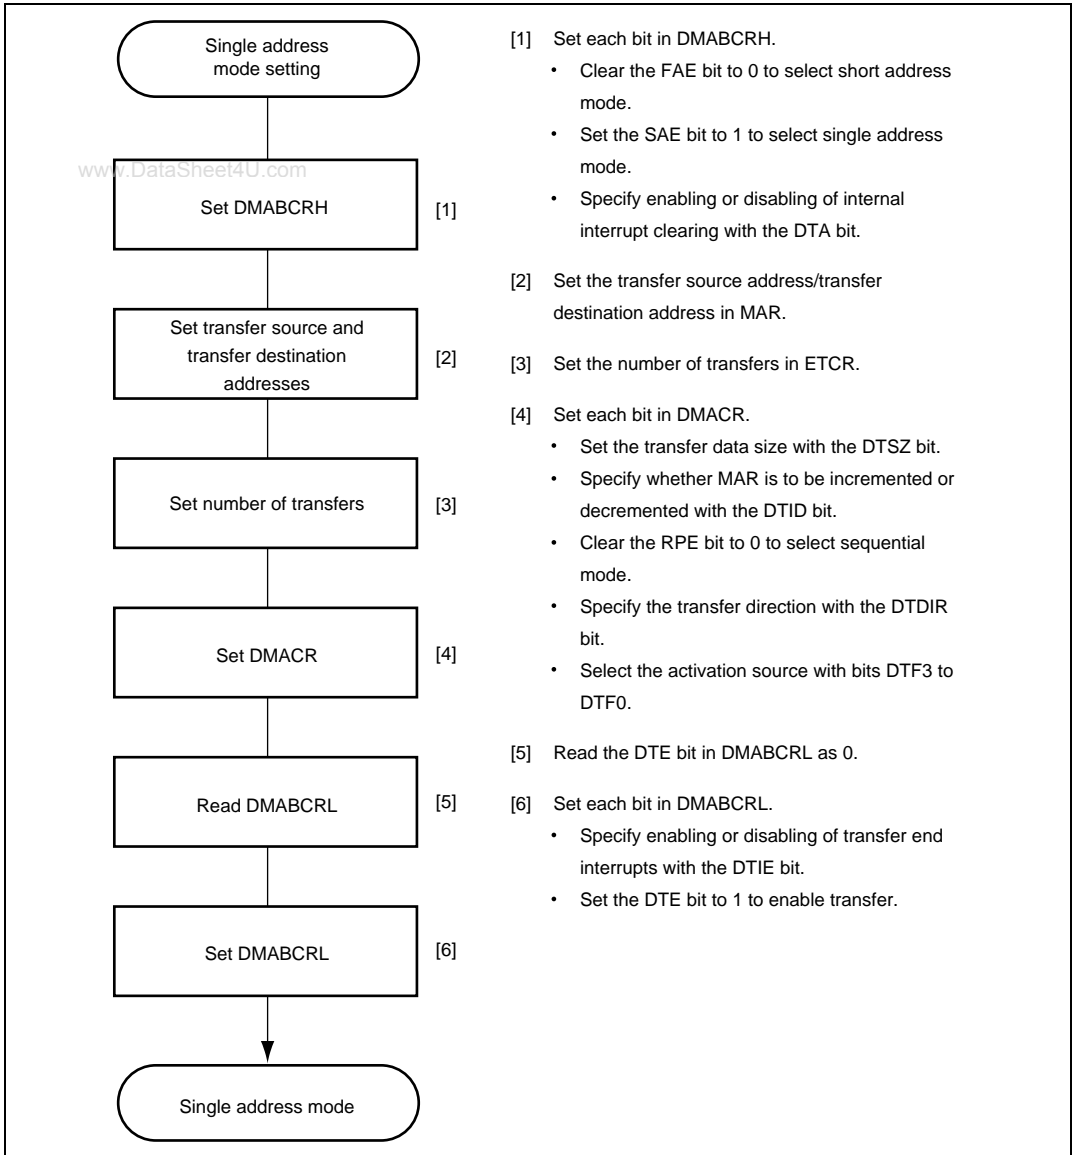 Single address
mode setting
www.DataSheet4U.com
Set DMABCRH
[1]
Set transfer source and
transfer destination
addresses
[2]
Set number of transfers
[3]
Set DMACR
[4]
Read DMABCRL
[5]
Set DMABCRL
[6]
Single address mode
[1] Set each bit in DMABCRH.
• Clear the FAE bit to 0 to select short address
mode.
• Set the SAE bit to 1 to select single address
mode.
• Specify enabling or disabling of internal
interrupt clearing with the DTA bit.
[2] Set the transfer source address/transfer
destination address in MAR.
[3] Set the number of transfers in ETCR.
[4] Set each bit in DMACR.
• Set the transfer data size with the DTSZ bit.
• Specify whether MAR is to be incremented or
decremented with the DTID bit.
• Clear the RPE bit to 0 to select sequential
mode.
• Specify the transfer direction with the DTDIR
bit.
• Select the activation source with bits DTF3 to
DTF0.
[5] Read the DTE bit in DMABCRL as 0.
[6] Set each bit in DMABCRL.
• Specify enabling or disabling of transfer end
interrupts with the DTIE bit.
• Set the DTE bit to 1 to enable transfer.